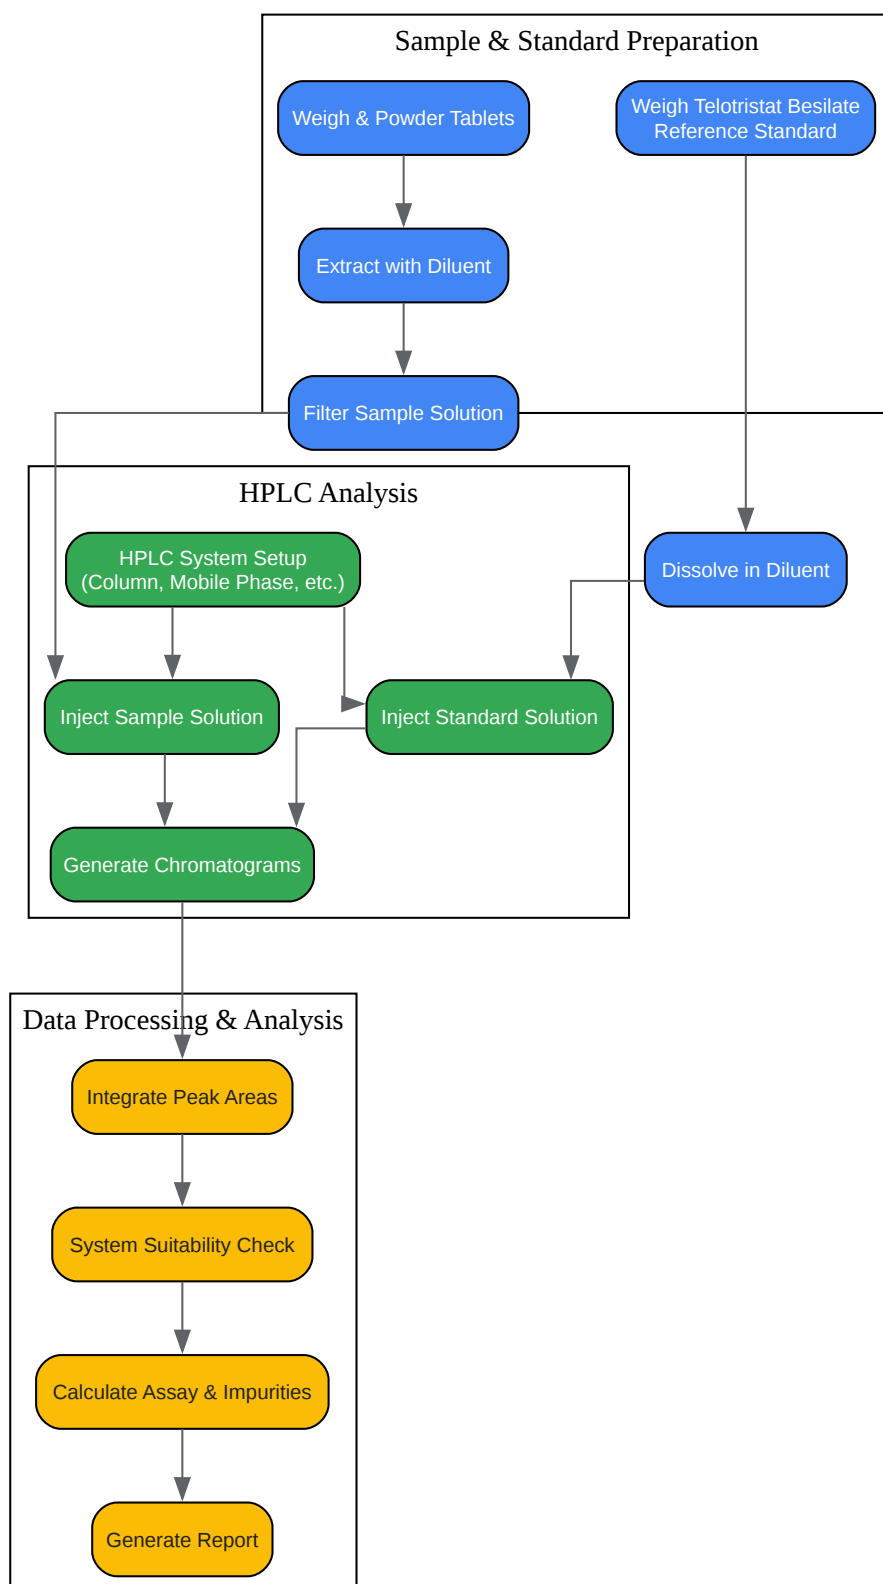 Sample & Standard Preparation
Weigh & Powder Tablets
Weigh Telotristat Besilate
Reference Standard
Extract with Diluent
Filter Sample Solution
HPLC Analysis
HPLC System Setup
(Column, Mobile Phase, etc.)
Dissolve in Diluent
Inject Sample Solution
Inject Standard Solution
Generate Chromatograms
Data Processing & Analysis
Integrate Peak Areas
System Suitability Check
Calculate Assay & Impurities
Generate Report